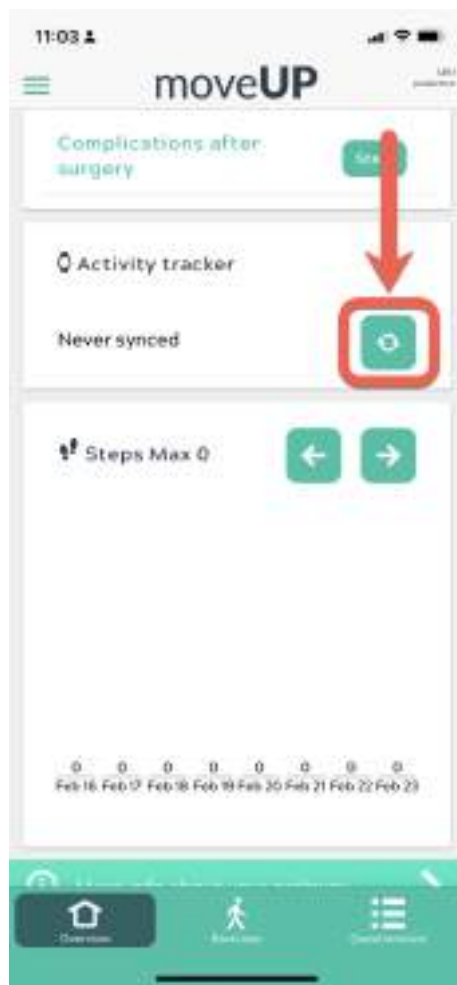 11:03
moveUP
Complications after
surgery
Activity tracker
Never synced
Steps Max 0
0 0 0 0 0 0 0 0
Feb 16 Feb 17 Feb 18 Feb 19 Feb 20 Feb 21 Feb 22 Feb 23
Overview